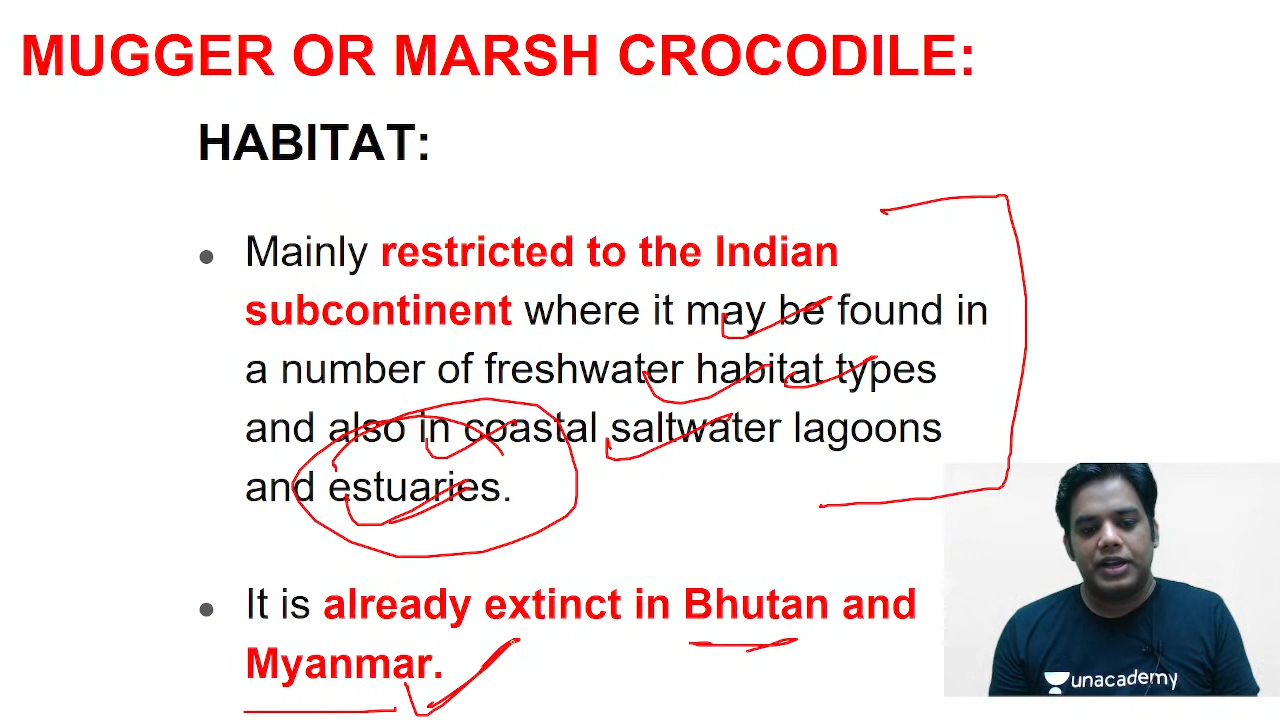 MUGGER OR MARSH CROCODILE:
HABITAT:
● Mainly restricted to the Indian
subcontinent where it may be found in
a number of freshwater habitat types
and also in coastal saltwater lagoons
and estuaries.
● It is already extinct in Bhutan and
Myanmar.
unacademy